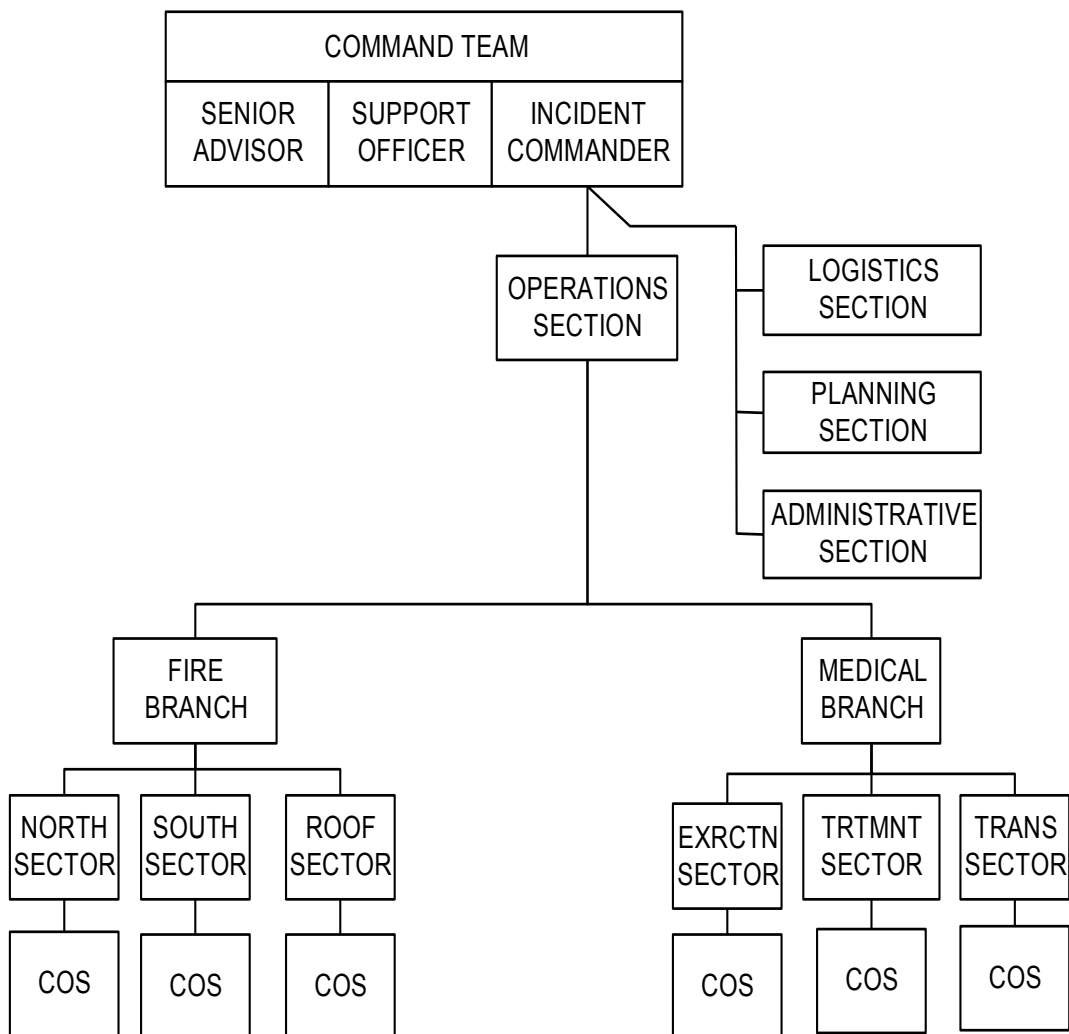 COMMAND TEAM
SENIOR
ADVISOR
SUPPORT
OFFICER
INCIDENT
COMMANDER
OPERATIONS
SECTION
LOGISTICS
SECTION
PLANNING
SECTION
ADMINISTRATIVE
SECTION
FIRE
BRANCH
MEDICAL
BRANCH
NORTH
SECTOR
SOUTH
SECTOR
ROOF
SECTOR
EXRCTN
SECTOR
TRTMNT
SECTOR
TRANS
SECTOR
COS
COS
COS
COS
COS
COS